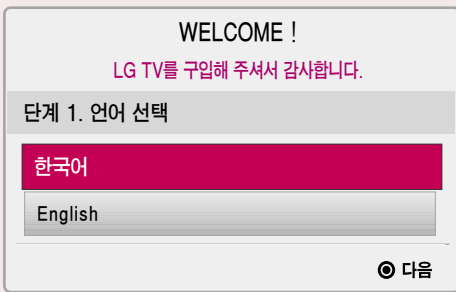 WELCOME !
LG TV를 구입해 주셔서 감사합니다.
단계 1. 언어 선택
한국어
English
◉ 다음